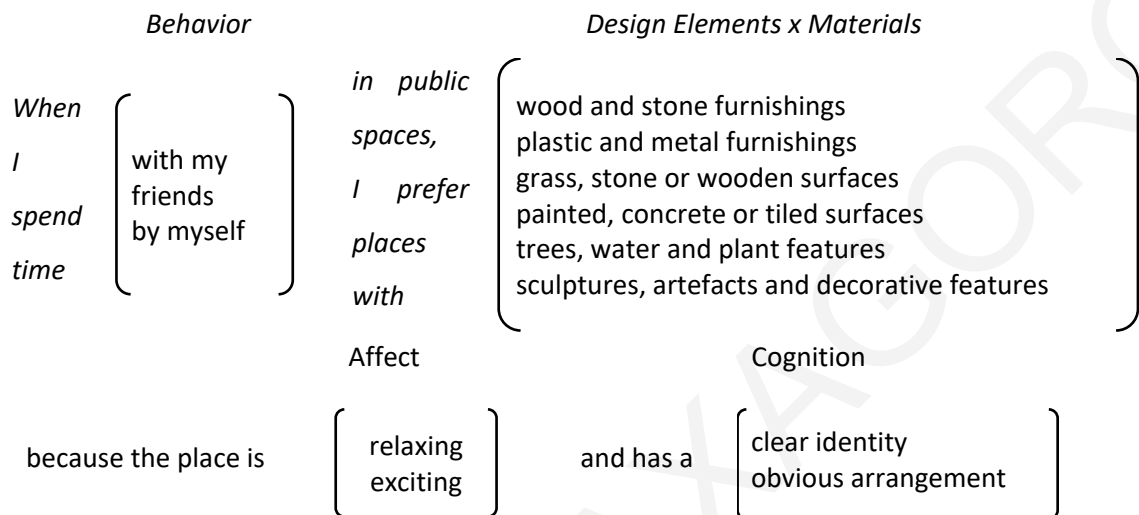 Behavior
Design Elements x Materials
When
I
spend
time
with my
friends
by myself
in public
spaces,
I prefer
places
with
wood and stone furnishings
plastic and metal furnishings
grass, stone or wooden surfaces
painted, concrete or tiled surfaces
trees, water and plant features
sculptures, artefacts and decorative features
Affect
Cognition
because the place is
relaxing
exciting
and has a
clear identity
obvious arrangement
XAGOR